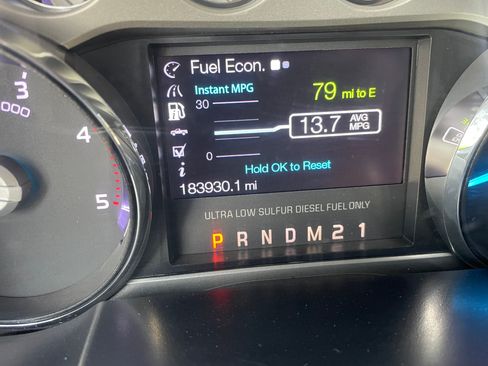 Fuel Econ.
Instant MPG
79 mi to E
30
13.7 AVG MPG
0
Hold OK to Reset
i
183930.1 mi
ULTRA LOW SULFUR DIESEL FUEL ONLY
P R N D M 2 1
3
000
4
5